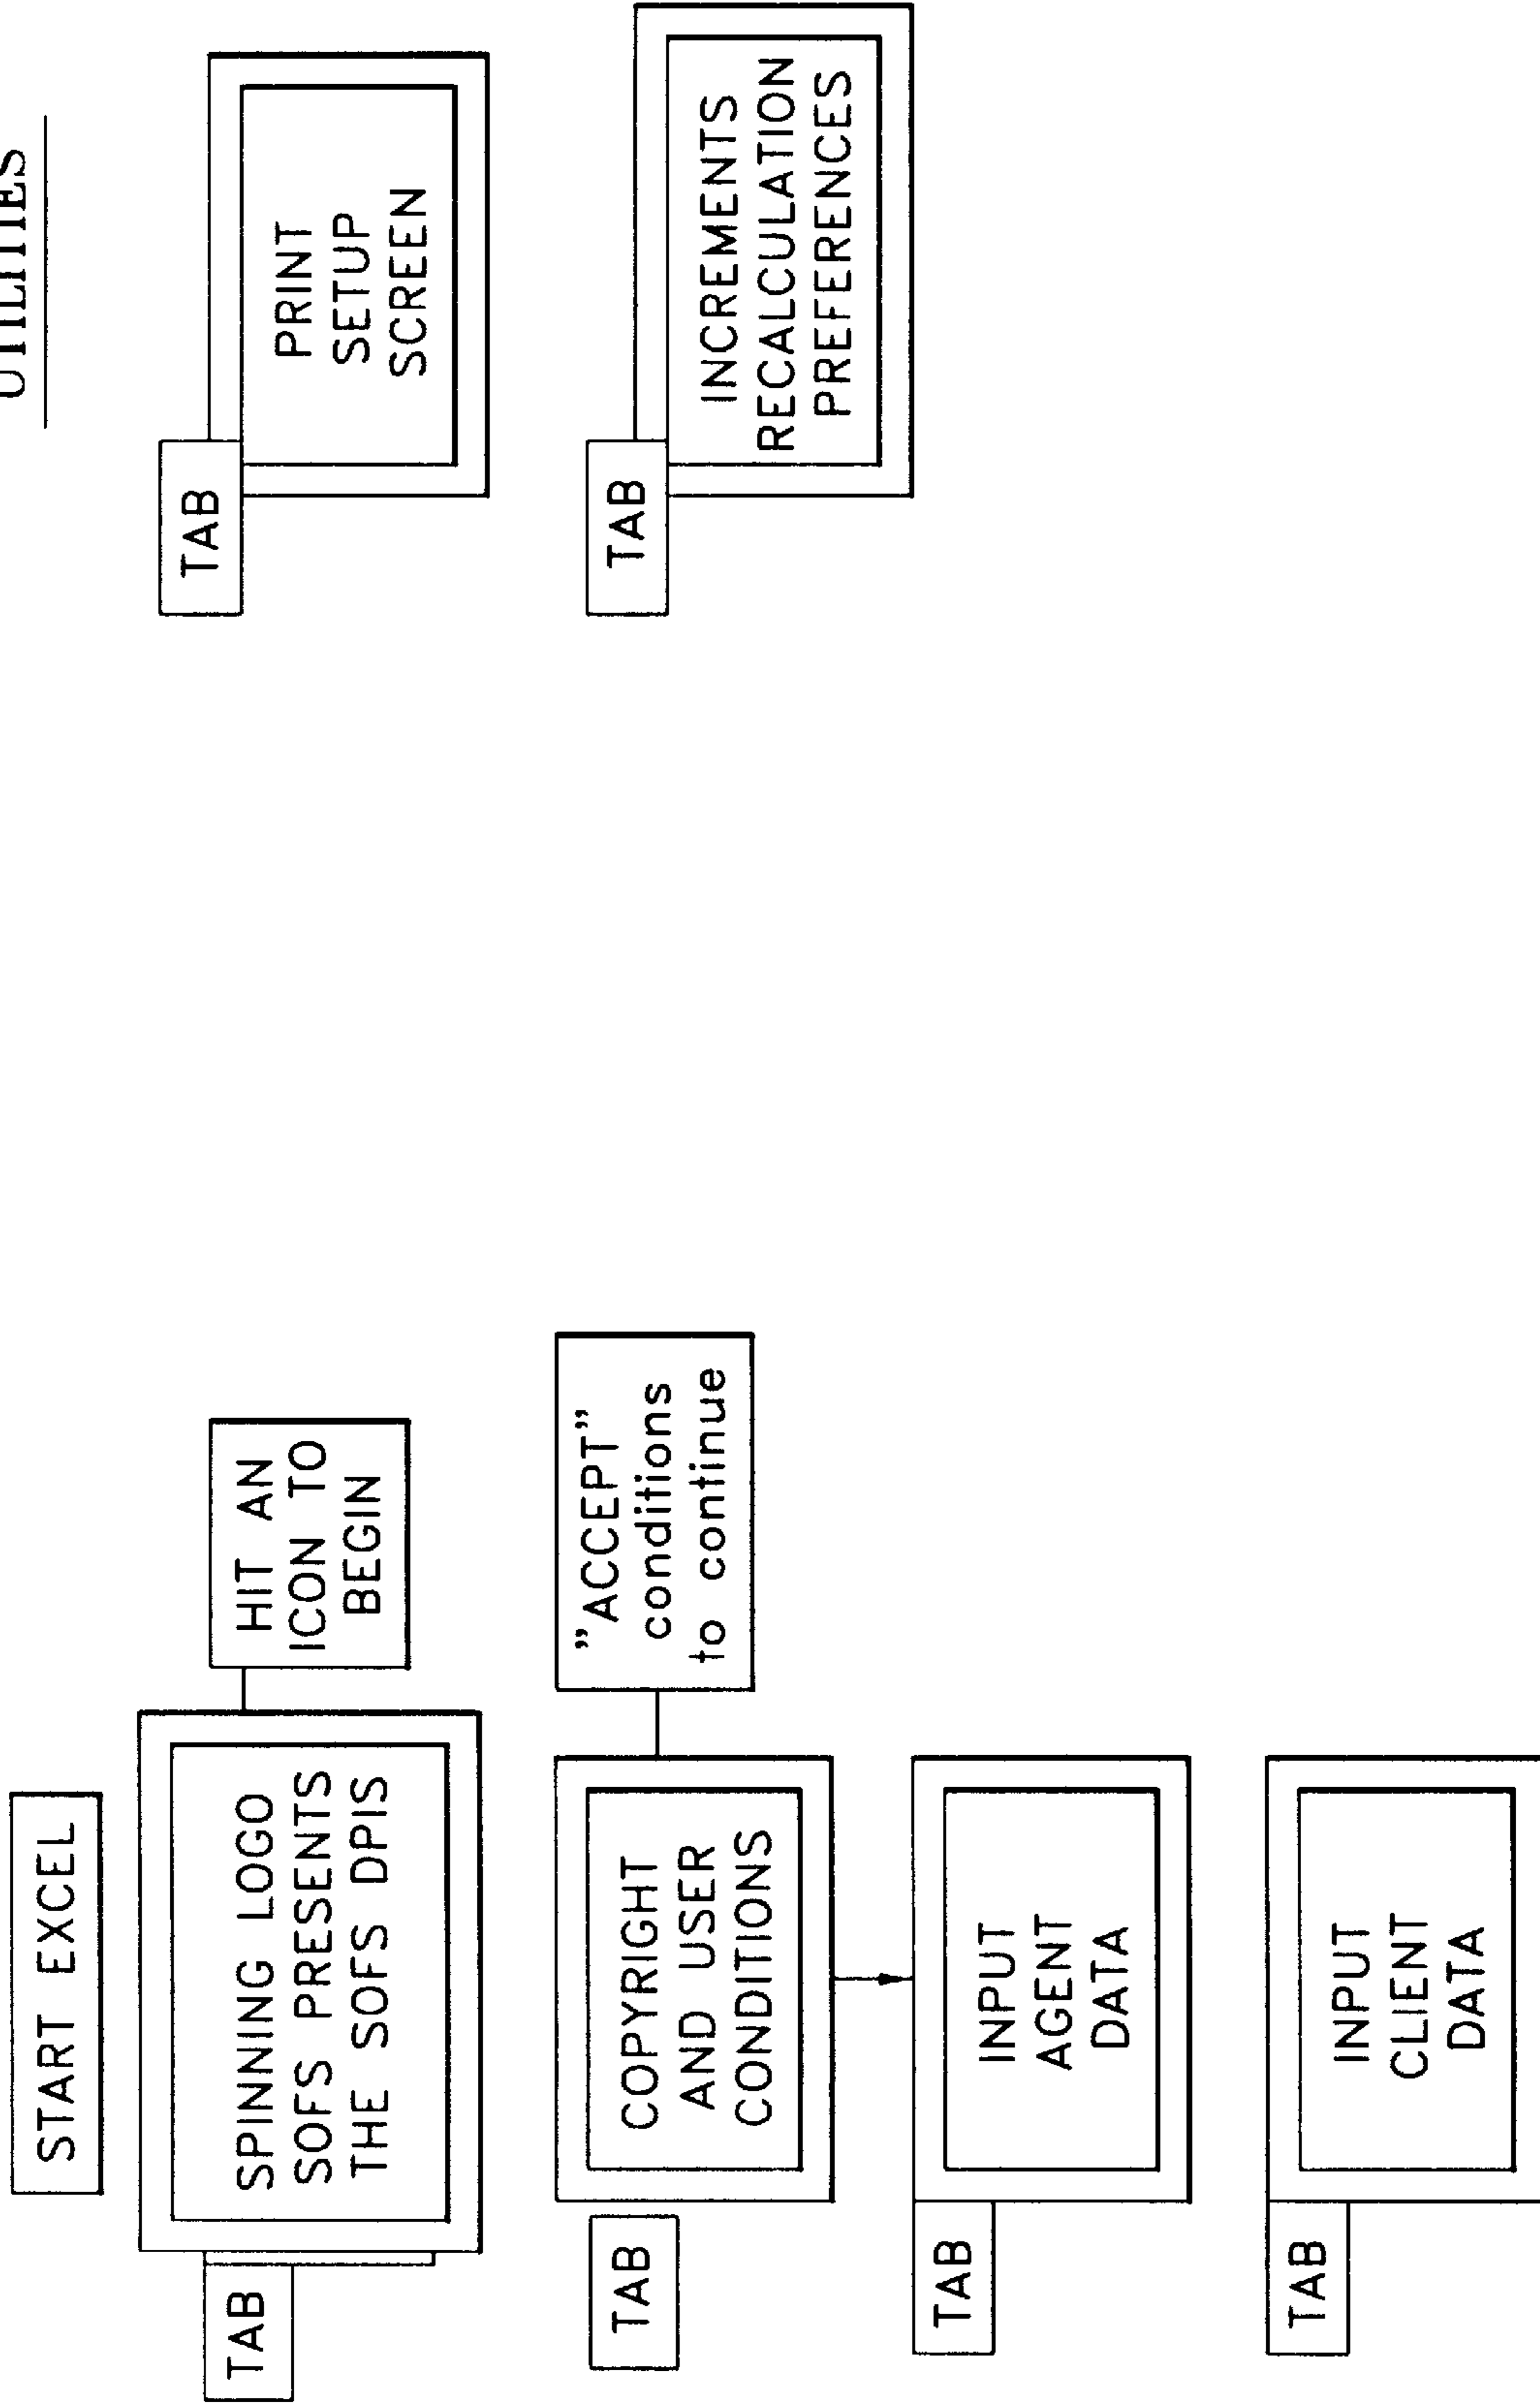 START EXCEL
TAB
SPINNING LOGO
SOFS PRESENTS
THE SOFS DPIS
HIT AN
ICON TO
BEGIN
TAB
COPYRIGHT
AND USER
CONDITIONS
"ACCEPT"
conditions
to continue
TAB
INPUT
AGENT
DATA
TAB
INPUT
CLIENT
DATA
UTILITIES
TAB
PRINT
SETUP
SCREEN
TAB
INCREMENTS
RECALCULATION
PREFERENCES